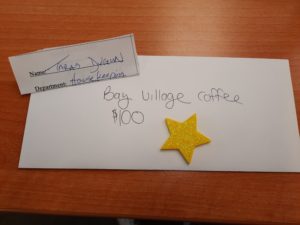 Name:
Department: Housekeeping
Bay Village Coffee
$100